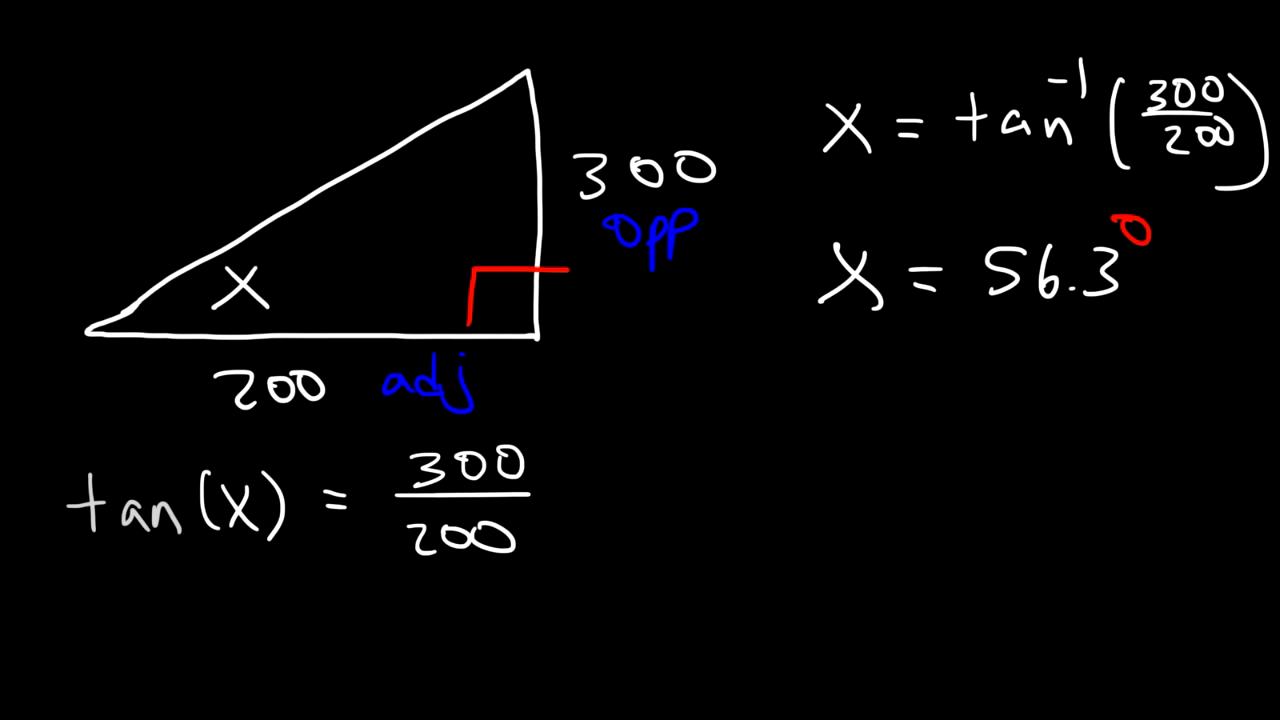 300
opp
X
200 adj
tan(X) = 300/200
X = tan⁻¹(300/200)
X = 56.3°